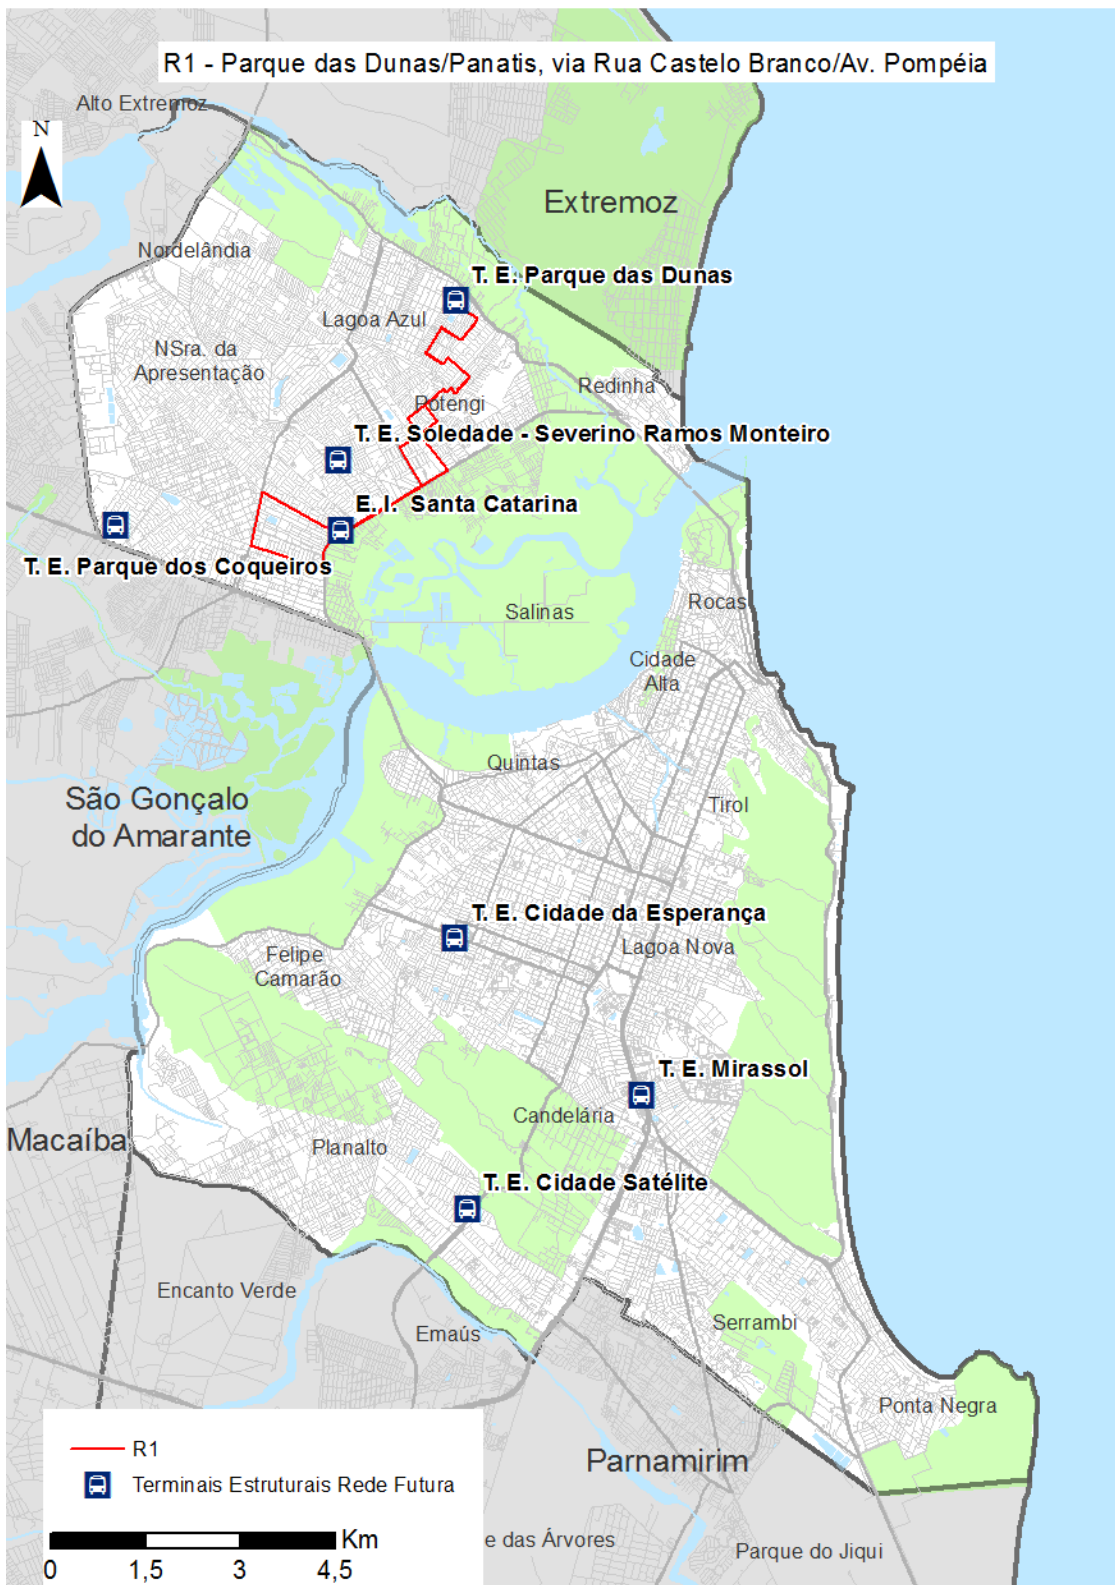 R1 - Parque das Dunas/Panatis, via Rua Castelo Branco/Av. Pompéia
Alto Extremoz
N
Extremoz
Nordelândia
T. E. Parque das Dunas
Lagoa Azul
NSra. da
Apresentação
Redinha
Potengi
T. E. Soledade - Severino Ramos Monteiro
E. I. Santa Catarina
T. E. Parque dos Coqueiros
Rocas
Salinas
Cidade
Alta
Quintas
São Gonçalo
do Amarante
Tirol
T. E. Cidade da Esperança
Lagoa Nova
Felipe
Camarão
T. E. Mirassol
Candelária
Macaíba
Planalto
T. E. Cidade Satélite
Encanto Verde
Emaús
Serrambi
Ponta Negra
Parnamirim
R1
Terminais Estruturais Rede Futura
Km
0 1,5 3 4,5
e das Árvores
Parque do Jiqui